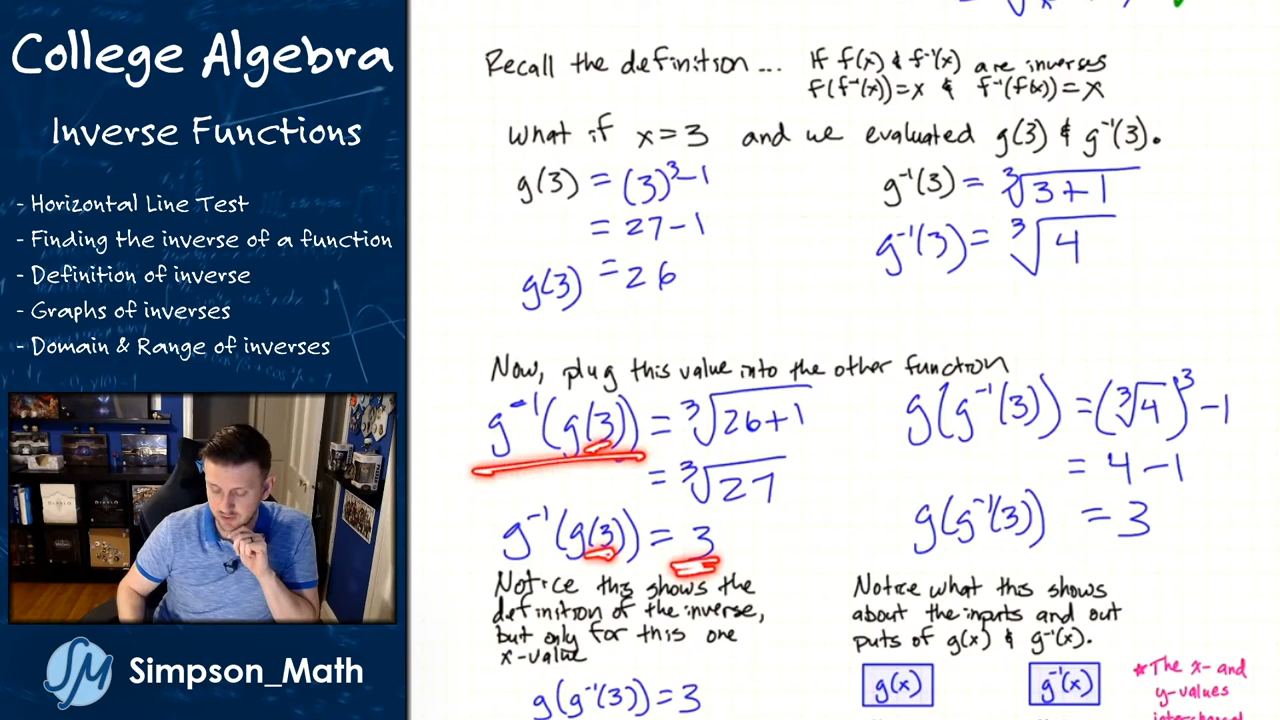 College Algebra
Inverse Functions
- Horizontal Line Test
- Finding the inverse of a function
- Definition of inverse
- Graphs of inverses
- Domain & Range of inverses
Simpson_Math
Recall the definition... If f(x) & f⁻¹(x) are inverses
f(f⁻¹(x))=x & f⁻¹(f(x))=x
What if x=3 and we evaluated g(3) & g⁻¹(3).
g(3) = (3)³-1
= 27-1
g(3) = 26
g⁻¹(3) = ∛3+1
g⁻¹(3) = ∛4
Now, plug this value into the other function
g⁻¹(g(3)) = ∛26+1
= ∛27
g⁻¹(g(3)) = 3
Notice this shows the
definition of the inverse,
but only for this one
x-value
g(g⁻¹(3)) = 3
g(g⁻¹(3)) = (∛4)³-1
= 4-1
g(g⁻¹(3)) = 3
Notice what this shows
about the inputs and out
puts of g(x) & g⁻¹(x).
g(x) g⁻¹(x)
*The x- and
y-values